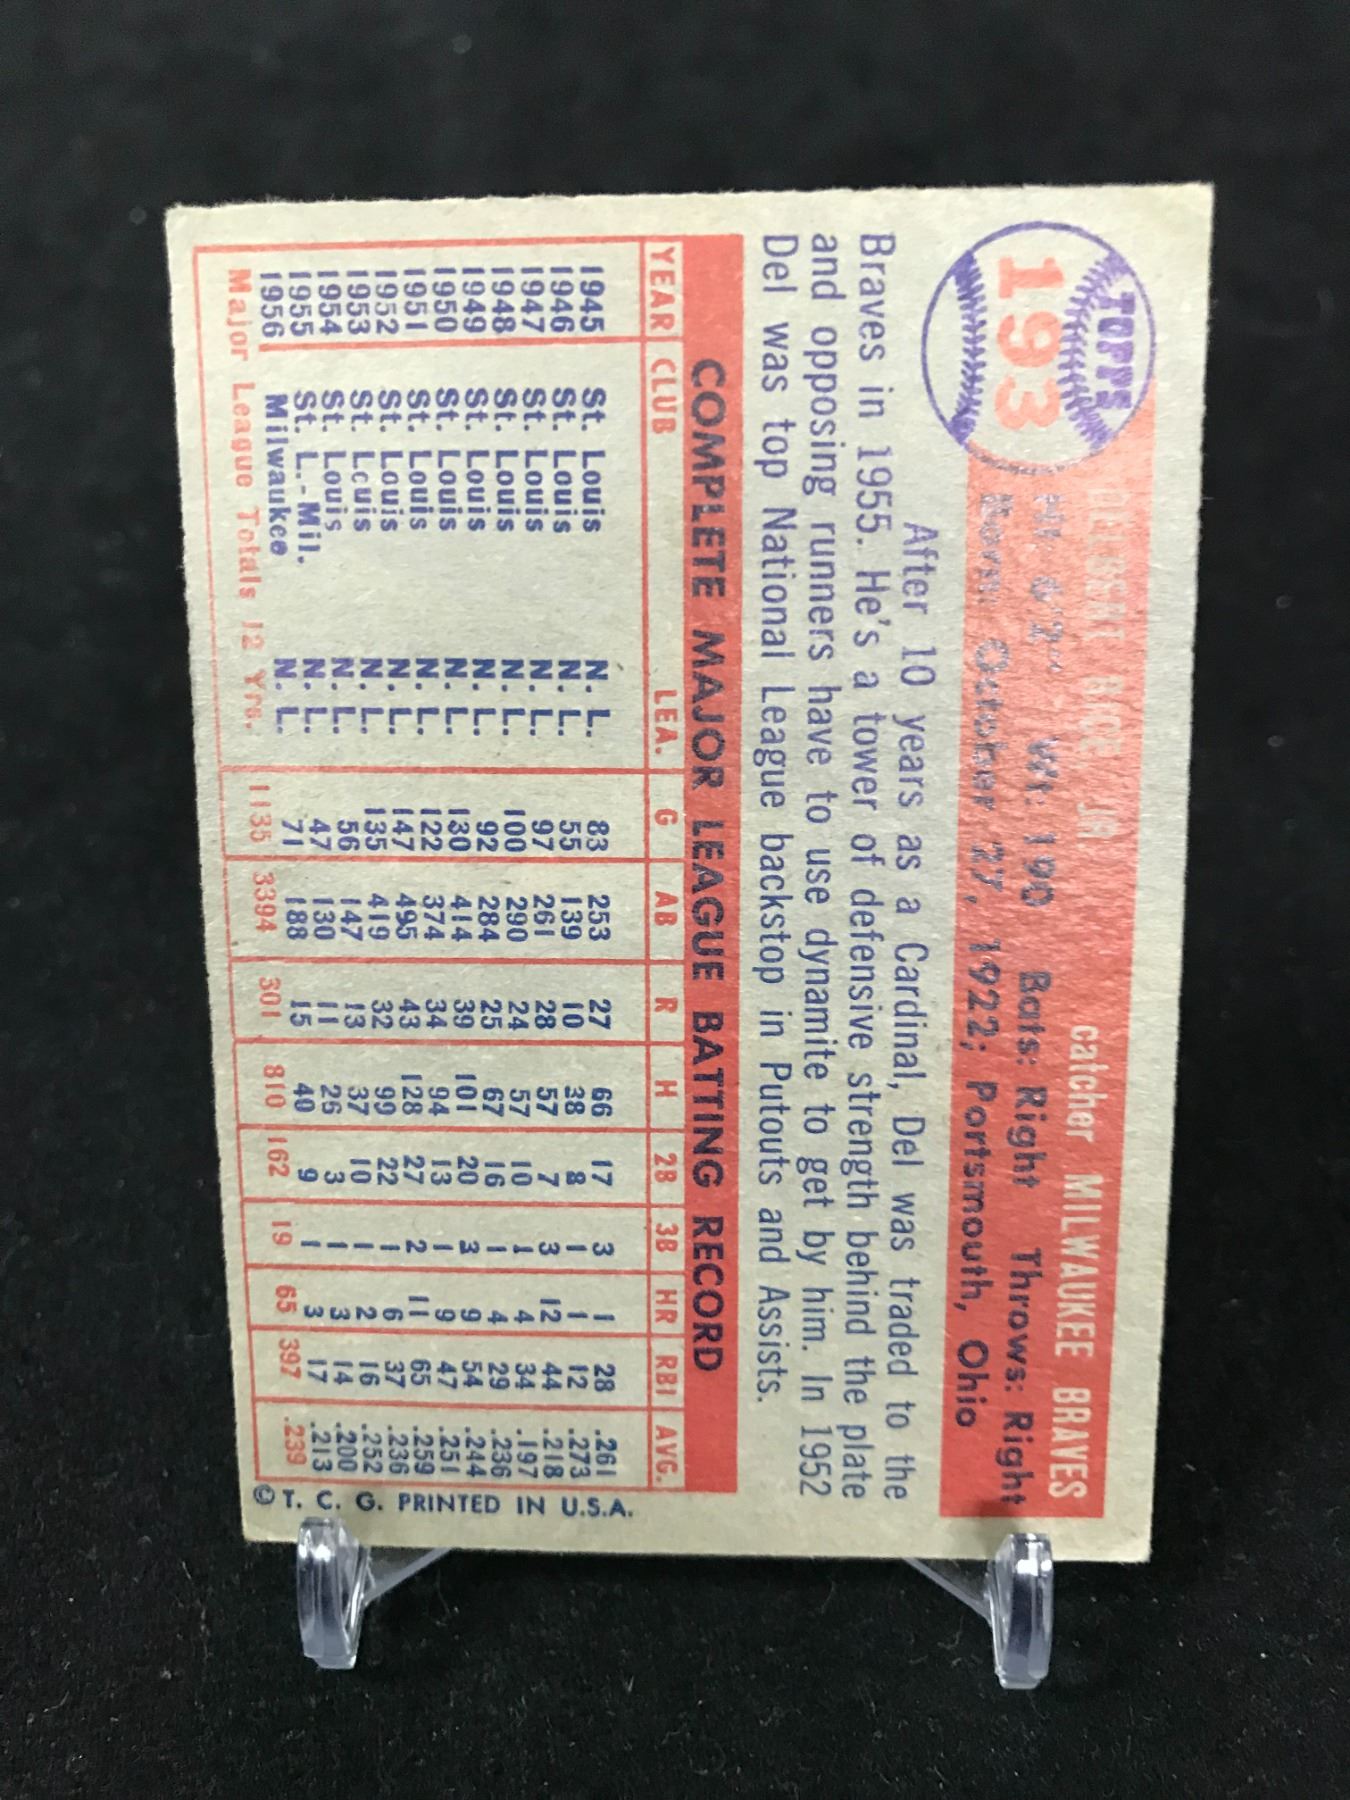 TOPPS
193
DELBERT RICE JR. catcher MILWAUKEE BRAVES
Ht: 6'2" - Wt: 190 Bats: Right Throws: Right
Born: October 27, 1922; Portsmouth, Ohio
After 10 years as a Cardinal, Del was traded to the
Braves in 1955. He's a tower of defensive strength behind the plate
and opposing runners have to use dynamite to get by him. In 1952
Del was top National League backstop in Putouts and Assists.
COMPLETE MAJOR LEAGUE BATTING RECORD
YEAR CLUB LEA. G AB R H 2B 3B HR RBI AVG.
1945 St. Louis N. L. 83 253 27 66 17 3 1 28 .261
1946 St. Louis N. L. 55 139 10 38 8 1 1 12 .273
1947 St. Louis N. L. 97 261 28 57 7 3 12 44 .218
1948 St. Louis N. L. 100 290 24 57 10 1 4 34 .197
1949 St. Louis N. L. 92 284 25 67 16 1 4 29 .236
1950 St. Louis N. L. 130 414 39 101 20 3 9 54 .244
1951 St. Louis N. L. 122 374 34 94 13 1 9 47 .251
1952 St. Louis N. L. 147 495 43 128 27 2 11 65 .259
1953 St. Louis N. L. 135 419 32 99 22 1 6 37 .236
1954 St. Louis N. L. 56 147 13 37 10 1 2 16 .252
1955 St. L.-Mil. N. L. 47 130 11 26 3 1 3 14 .200
1956 Milwaukee N. L. 71 188 15 40 9 1 3 17 .213
Major League Totals 12 Yrs. 1135 3394 301 810 162 19 65 397 .239
© T. C. G. PRINTED IN U.S.A.